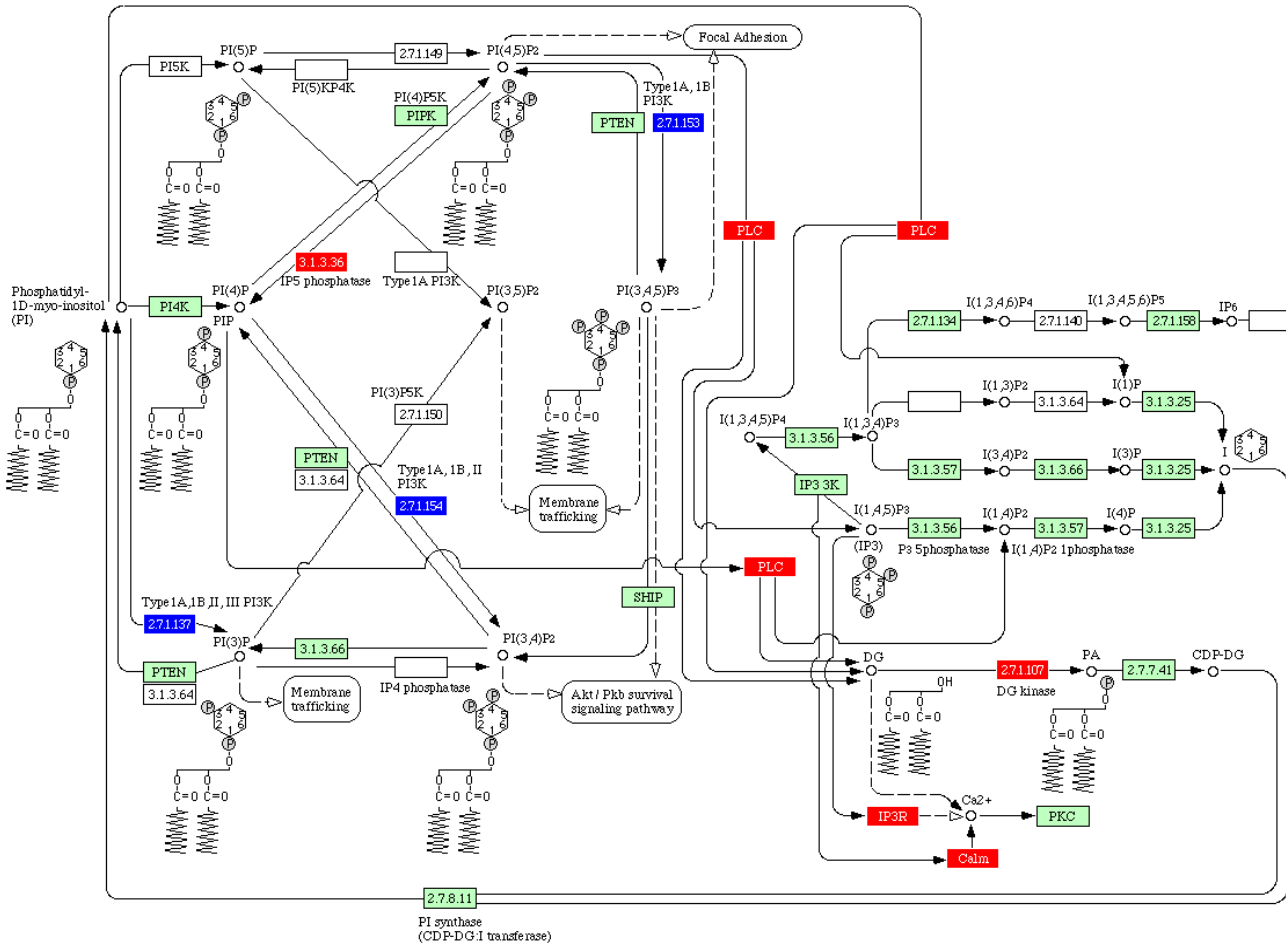 Focal Adhesion
PI5K
PI(5)P
2.7.1.149
PI(4,5)P2
PI(5)KP4K
PI(4)P5K
PIPK
Type1A, 1B
PI3K
PTEN
2.7.1.153
PLC
PLC
3.1.3.36
IP5 phosphatase
Type1A PI3K
Phosphatidyl-
1D-myo-inositol
(PI)
PI4K
PI(4)P
PIP
PI(3,5)P2
PI(3,4,5)P3
I(1,3,4,6)P4
I(1,3,4,5,6)P5
IP6
2.7.1.134
2.7.1.140
2.7.1.158
PI(3)P5K
2.7.1.150
I(1,3)P2
I(1)P
3.1.3.64
3.1.3.25
I(1,3,4,5)P4
3.1.3.56
I(1,3,4)P3
I
PTEN
3.1.3.64
Type1A, 1B, II
PI3K
2.7.1.154
3.1.3.57
I(3,4)P2
3.1.3.66
I(3)P
3.1.3.25
IP3 3K
Membrane
trafficking
I(1,4,5)P3
(IP3)
3.1.3.56
P3 5phosphatase
I(1,4)P2
3.1.3.57
I(1,4)P2 1phosphatase
I(4)P
3.1.3.25
PLC
SHIP
Type1A,1B,II, III PI3K
2.7.1.137
PI(3)P
3.1.3.66
PI(3,4)P2
PTEN
3.1.3.64
IP4 phosphatase
Membrane
trafficking
Akt / Pkb survival
signaling pathway
DG
2.7.1.107
DG kinase
PA
2.7.7.41
CDP-DG
OH
Ca2+
IP3R
PKC
Calm
2.7.8.11
PI synthase
(CDP-DG:I transferase)